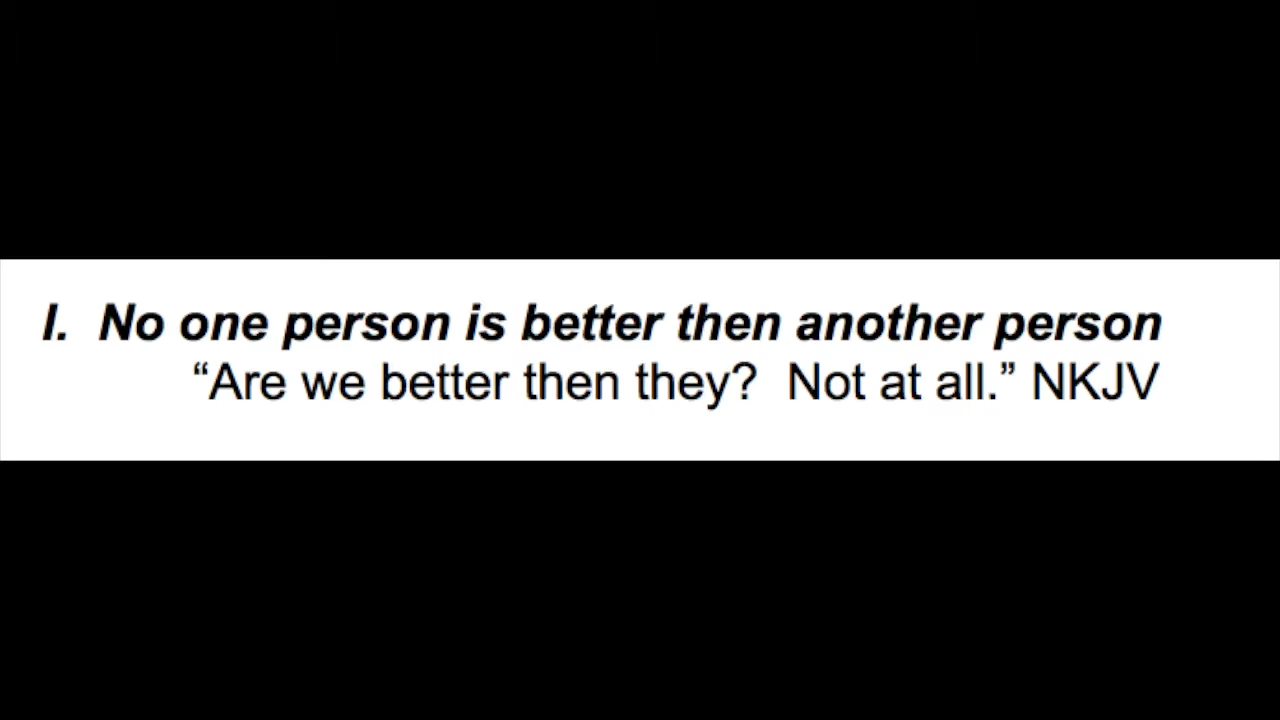 I.  No one person is better then another person
“Are we better then they?  Not at all.” NKJV